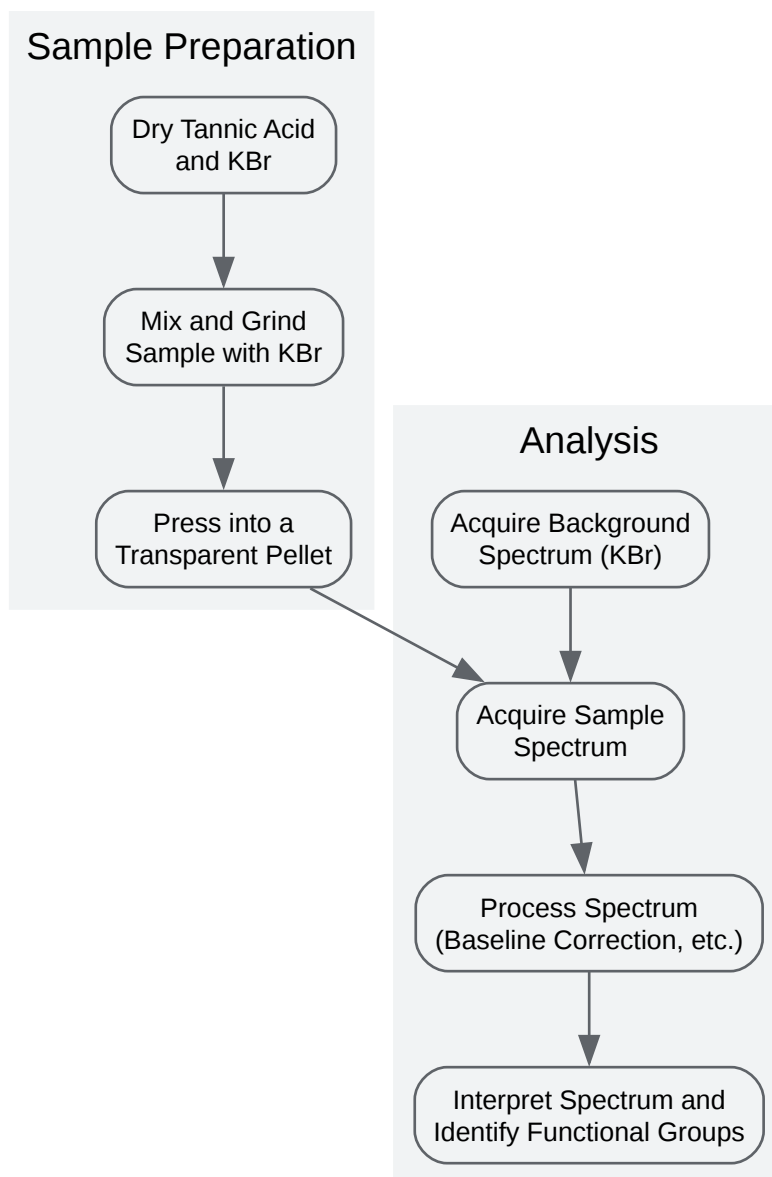 Sample Preparation
Dry Tannic Acid
and KBr
Mix and Grind
Sample with KBr
Press into a
Transparent Pellet
Analysis
Acquire Background
Spectrum (KBr)
Acquire Sample
Spectrum
Process Spectrum
(Baseline Correction, etc.)
Interpret Spectrum and
Identify Functional Groups